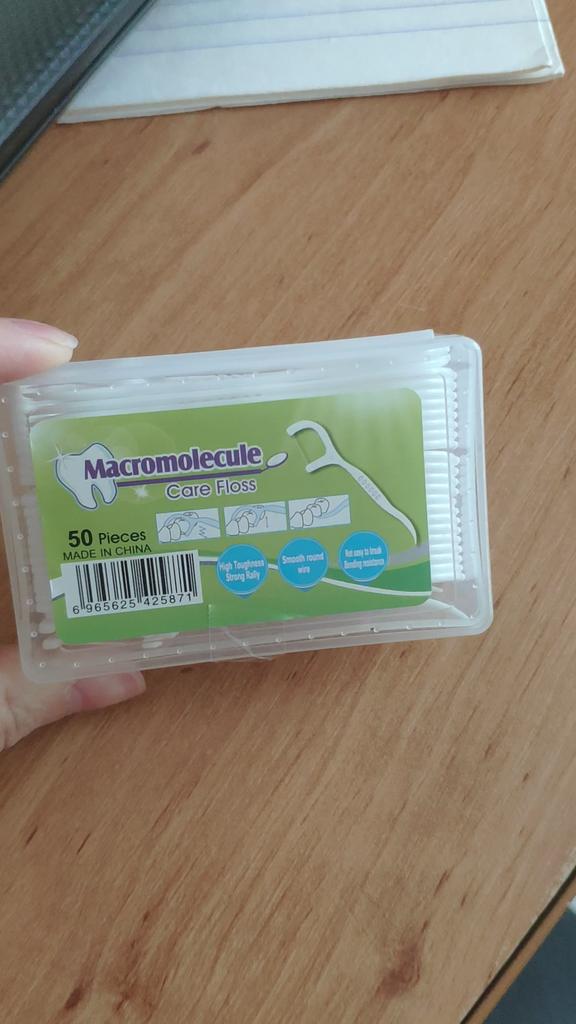 Macromolecule
Care Floss
50 Pieces
MADE IN CHINA
6 965625 425871
High Toughness
Strong Rally
Smooth round
wire
Not easy to break
Bending resistance